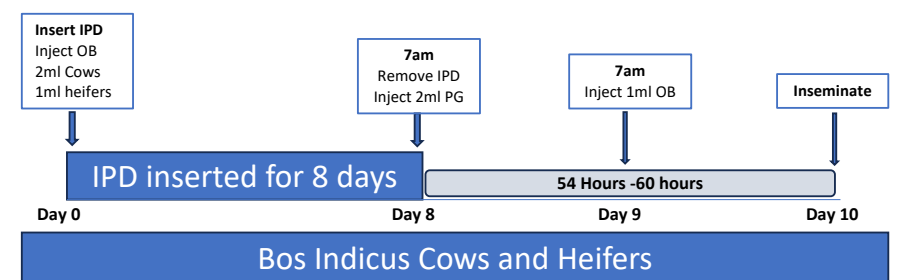 Insert IPD
Inject OB
2ml Cows
1ml heifers
7am
Remove IPD
Inject 2ml PG
7am
Inject 1ml OB
Inseminate
IPD inserted for 8 days
54 Hours -60 hours
Day 0
Day 8
Day 9
Day 10
Bos Indicus Cows and Heifers